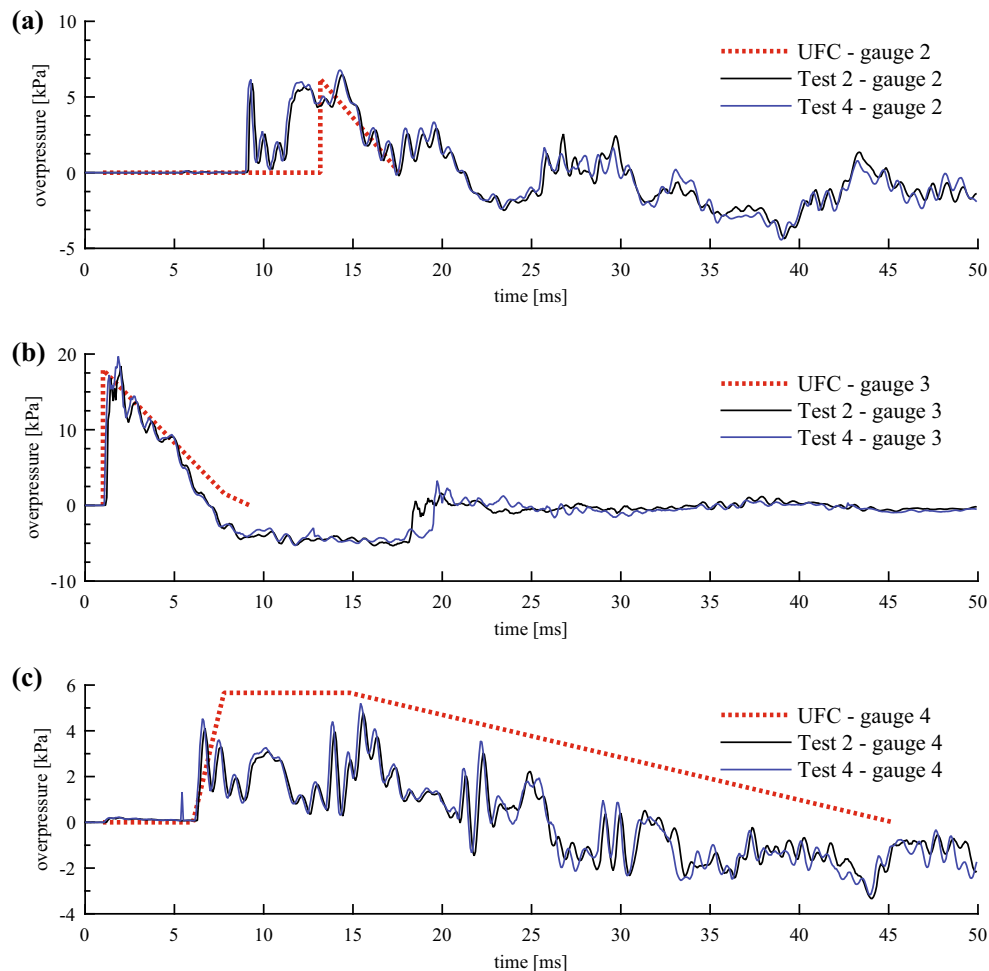 (a)
10
5
0
-5
overpressure [kPa]
UFC - gauge 2
Test 2 - gauge 2
Test 4 - gauge 2
0 5 10 15 20 25 30 35 40 45 50
time [ms]
(b)
20
10
0
-10
overpressure [kPa]
UFC - gauge 3
Test 2 - gauge 3
Test 4 - gauge 3
0 5 10 15 20 25 30 35 40 45 50
time [ms]
(c)
6
4
2
0
-2
-4
overpressure [kPa]
UFC - gauge 4
Test 2 - gauge 4
Test 4 - gauge 4
0 5 10 15 20 25 30 35 40 45 50
time [ms]